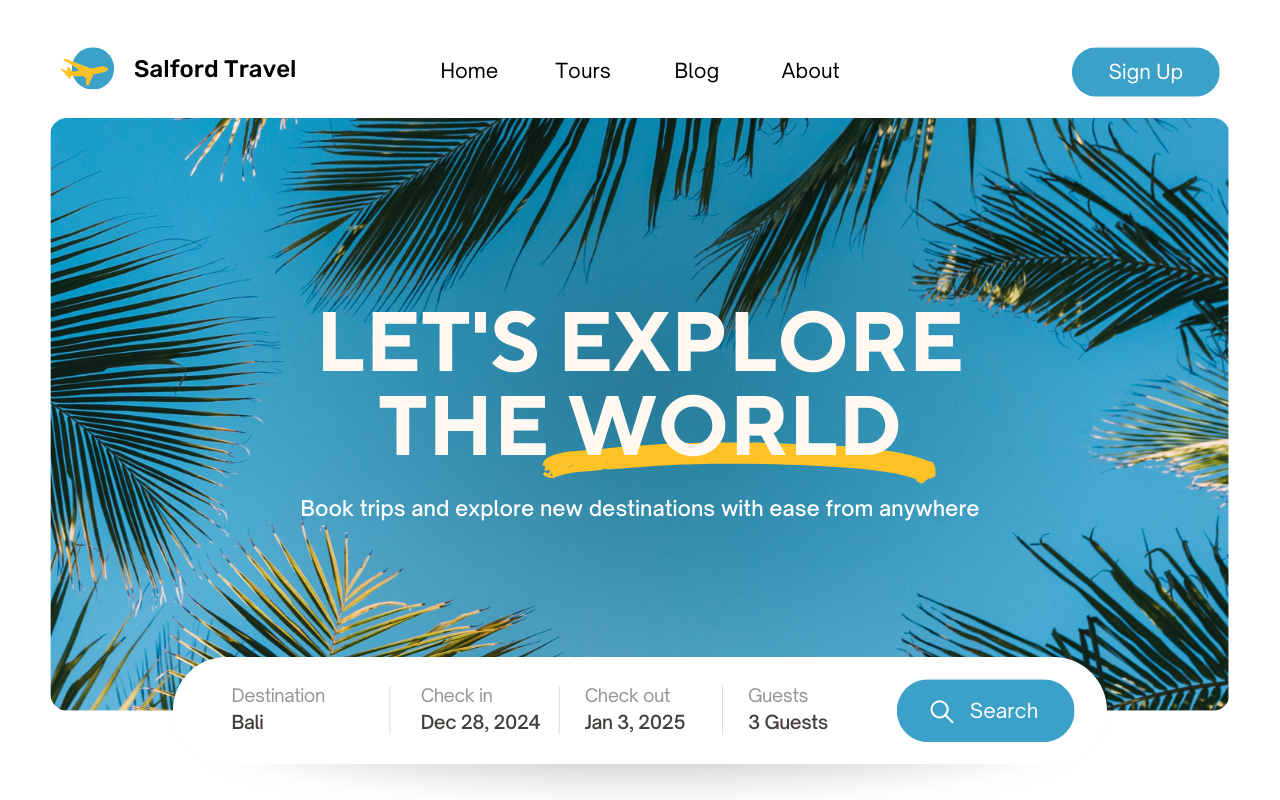 Salford Travel
Home
Tours
Blog
About
Sign Up
LET'S EXPLORE
THE WORLD
Book trips and explore new destinations with ease from anywhere
Destination
Bali
Check in
Dec 28, 2024
Check out
Jan 3, 2025
Guests
3 Guests
Search